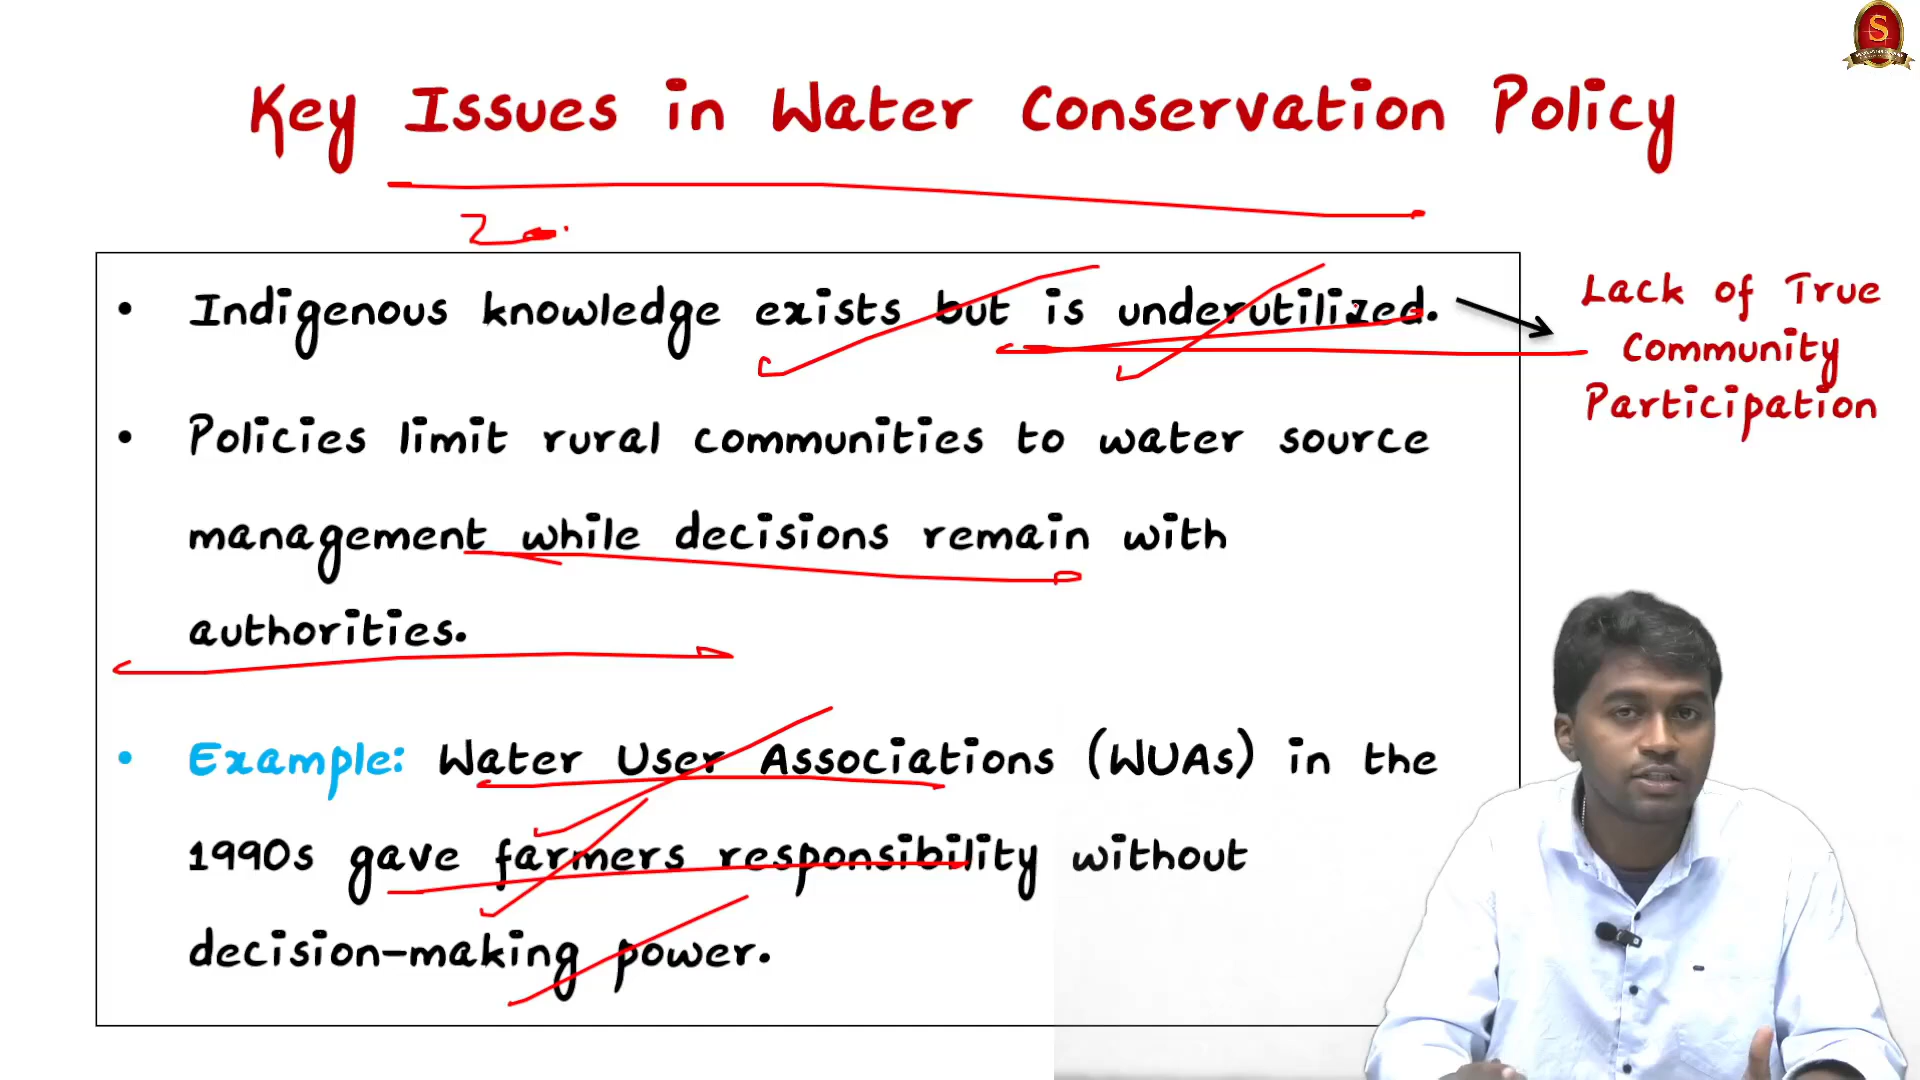 S
Key Issues in Water Conservation Policy
• Indigenous knowledge exists but is underutilized.
Lack of True
Community
Participation
• Policies limit rural communities to water source
management while decisions remain with
authorities.
• Example: Water User Associations (WUAs) in the
1990s gave farmers responsibility without
decision-making power.